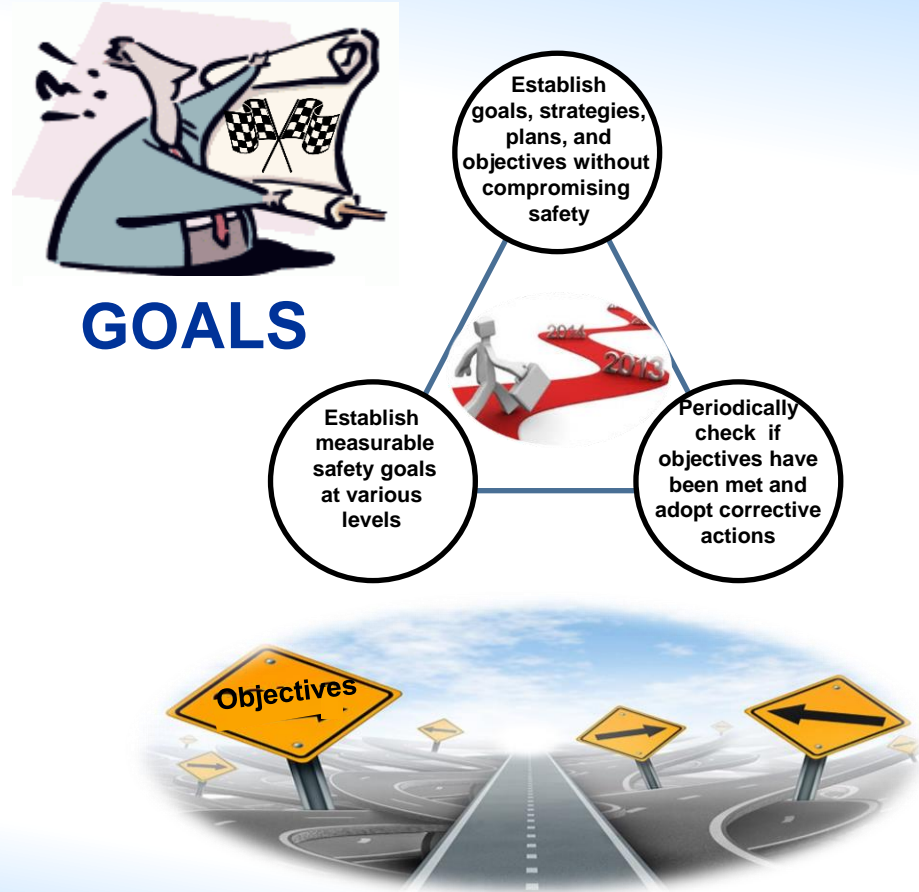 Establish
goals, strategies,
plans, and
objectives without
compromising
safety
GOALS
2014
2013
Establish
measurable
safety goals
at various
levels
Periodically
check if
objectives have
been met and
adopt corrective
actions
Objectives